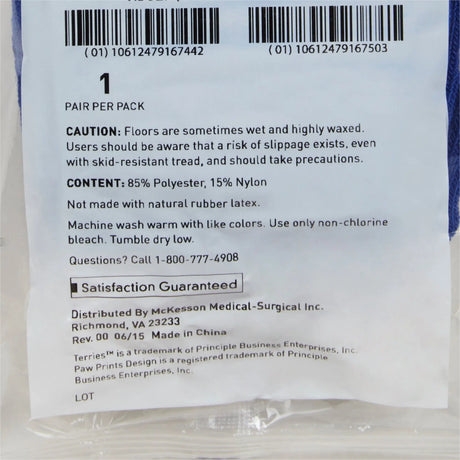 (01) 10612479167442
(01) 10612479167503
1
PAIR PER PACK
CAUTION: Floors are sometimes wet and highly waxed.
Users should be aware that a risk of slippage exists, even
with skid-resistant tread, and should take precautions.
CONTENT: 85% Polyester, 15% Nylon
Not made with natural rubber latex.
Machine wash warm with like colors. Use only non-chlorine
bleach. Tumble dry low.
Questions? Call 1-800-777-4908
Satisfaction Guaranteed
Distributed By McKesson Medical-Surgical Inc.
Richmond, VA 23233
Rev. 00 06/15 Made in China
Terries™ is a trademark of Principle Business Enterprises, Inc.
Paw Prints Design is a registered trademark of Principle
Business Enterprises, Inc.
LOT